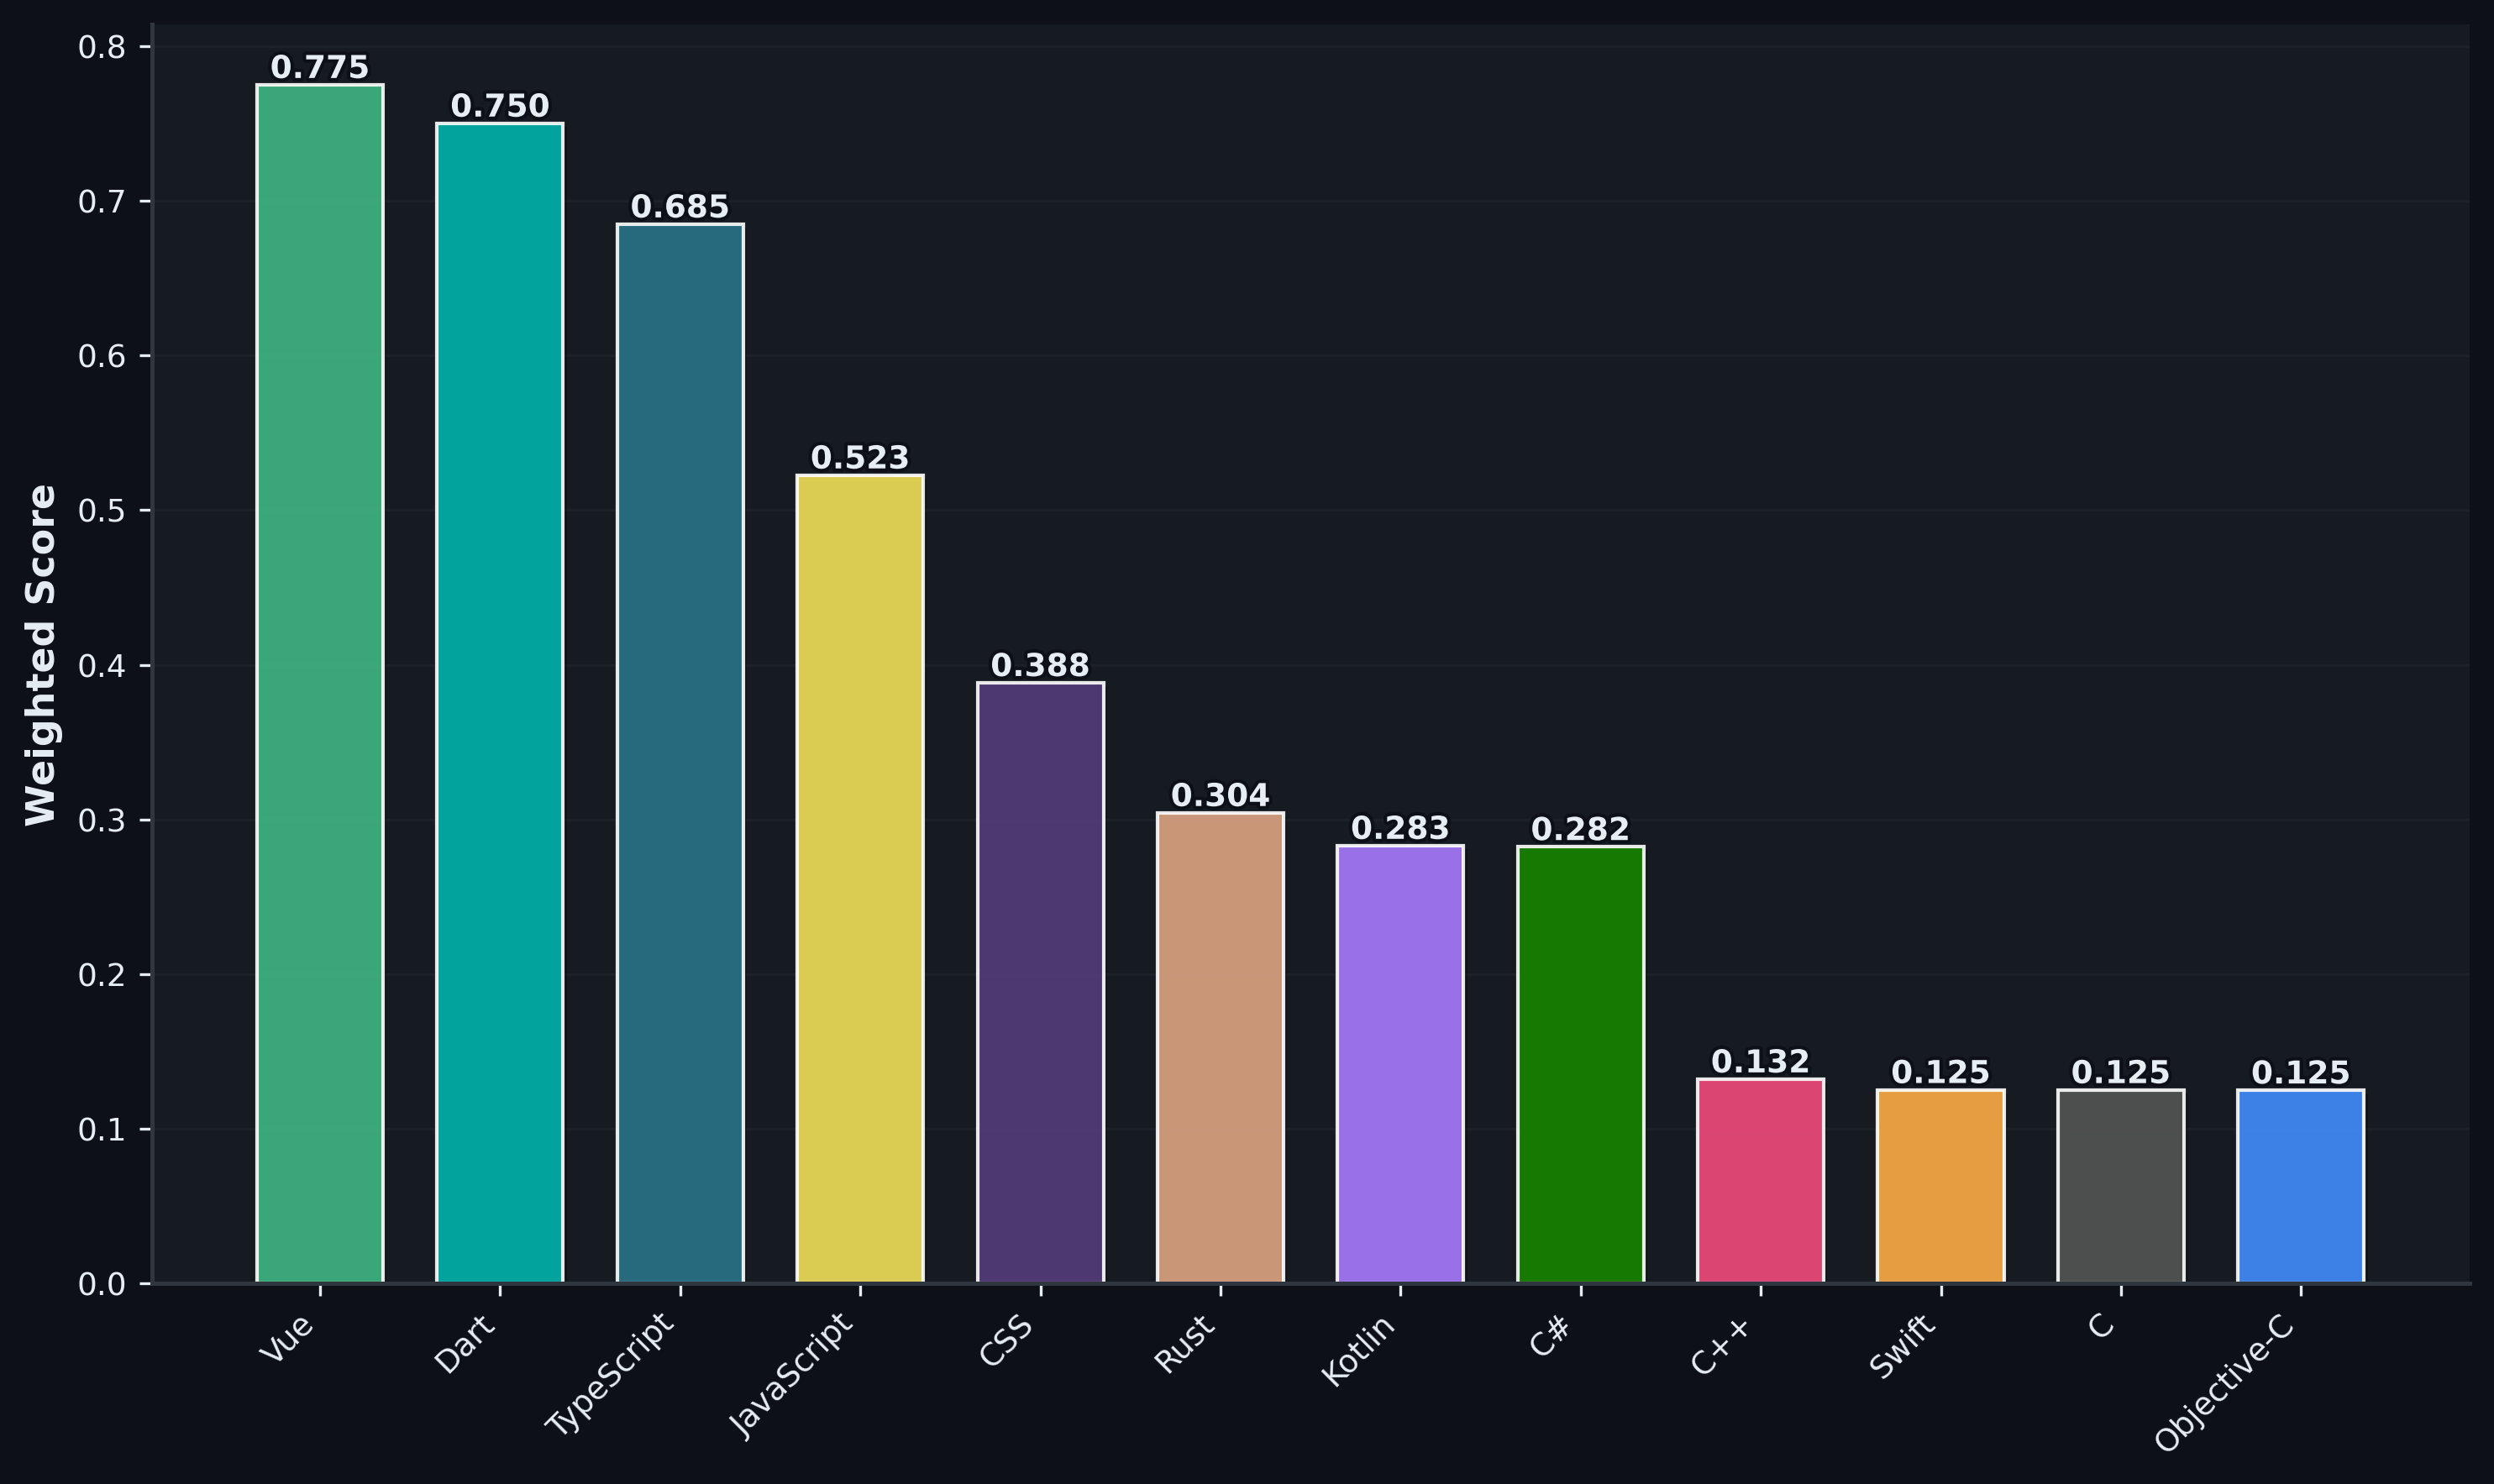 Weighted Score
0.8
0.7
0.6
0.5
0.4
0.3
0.2
0.1
0.0
0.775
0.750
0.685
0.523
0.388
0.304
0.283
0.282
0.132
0.125
0.125
0.125
Vue
Dart
TypeScript
JavaScript
CSS
Rust
Kotlin
C#
C++
Swift
C
Objective-C